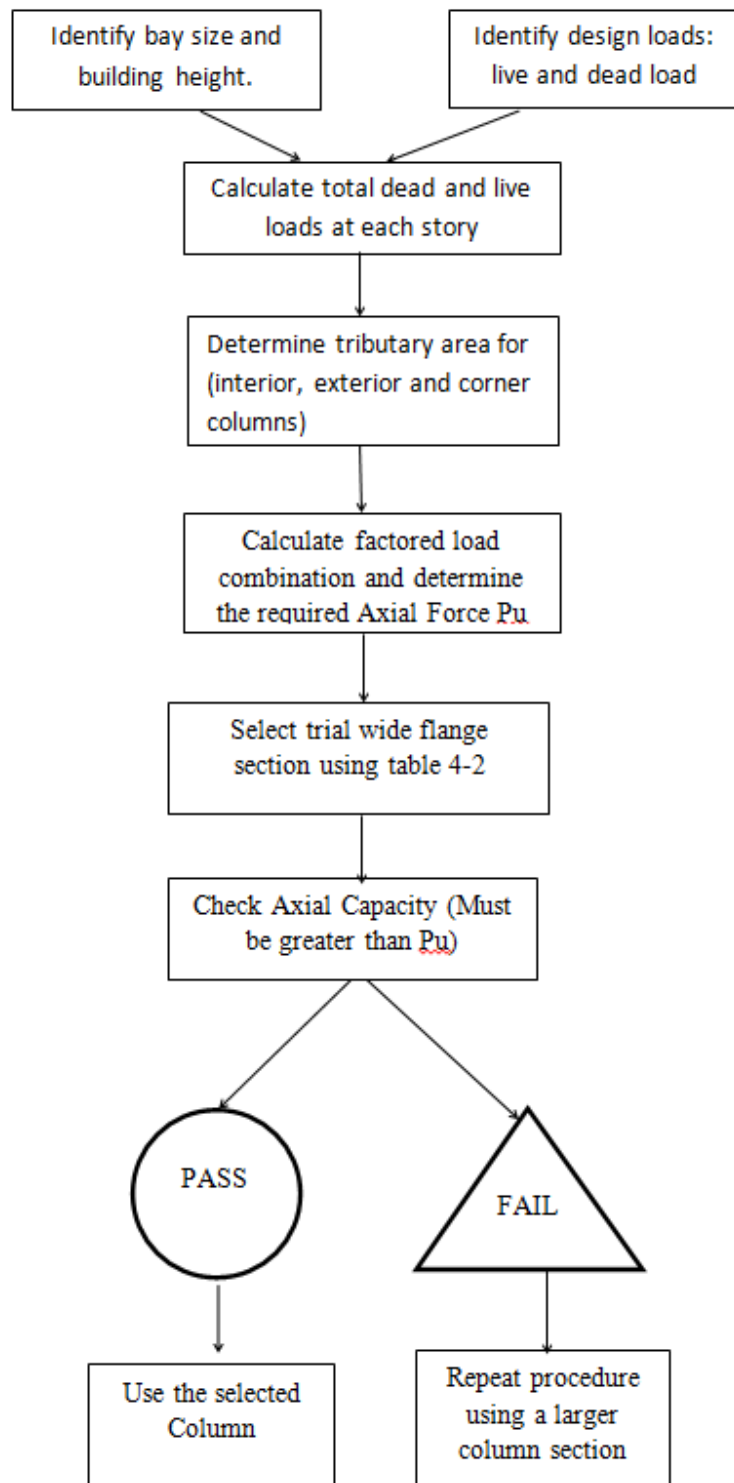 Identify bay size and
building height.
Identify design loads:
live and dead load
Calculate total dead and live
loads at each story
Determine tributary area for
(interior, exterior and corner
columns)
Calculate factored load
combination and determine
the required Axial Force Pu
Select trial wide flange
section using table 4-2
Check Axial Capacity (Must
be greater than Pu)
PASS
FAIL
Use the selected
Column
Repeat procedure
using a larger
column section